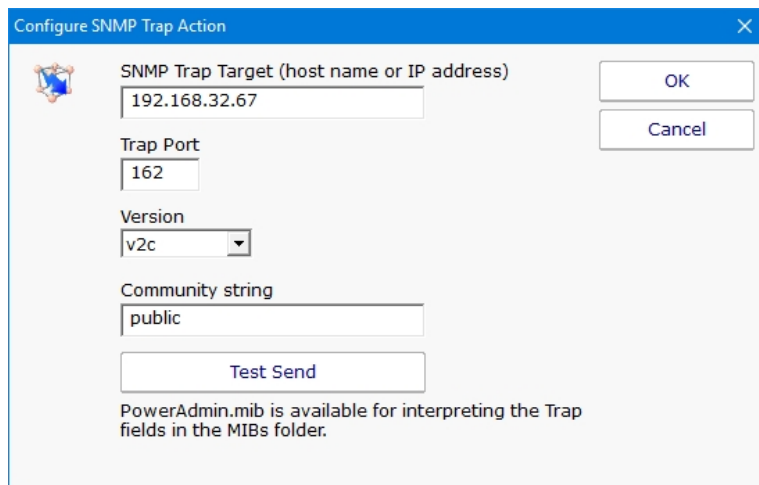 Configure SNMP Trap Action
SNMP Trap Target (host name or IP address)
192.168.32.67
OK
Cancel
Trap Port
162
Version
v2c
Community string
public
Test Send
PowerAdmin.mib is available for interpreting the Trap
fields in the MIBs folder.